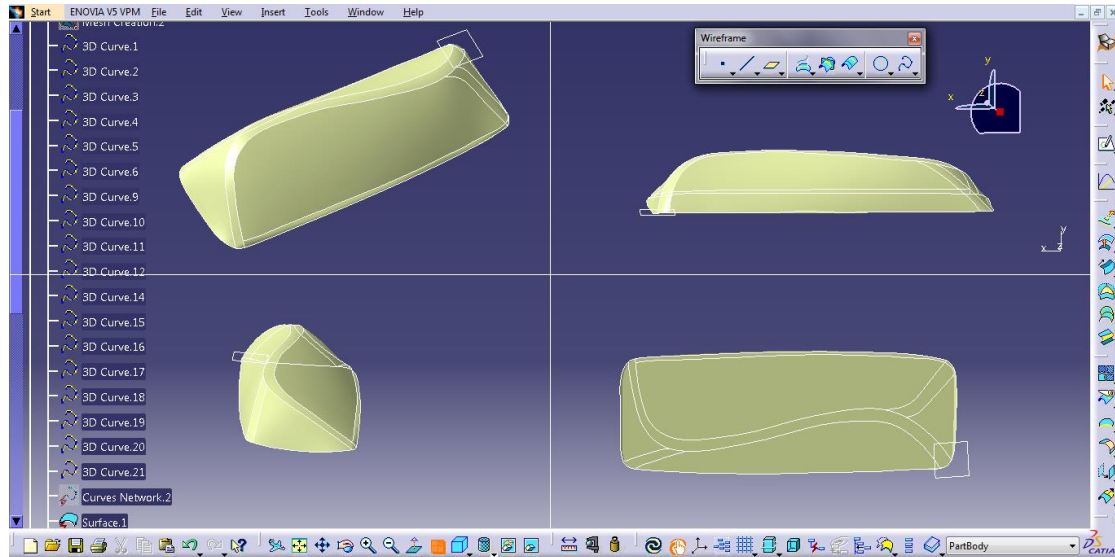 Start ENOVIA V5 VPM File Edit View Insert Tools Window Help
Mesh Creation.2
3D Curve.1
3D Curve.2
3D Curve.3
3D Curve.4
3D Curve.5
3D Curve.6
3D Curve.9
3D Curve.10
3D Curve.11
3D Curve.12
3D Curve.14
3D Curve.15
3D Curve.16
3D Curve.17
3D Curve.18
3D Curve.19
3D Curve.20
3D Curve.21
Curves Network.2
Surface.1
Wireframe
y
x
z
y
x
z
PartBody